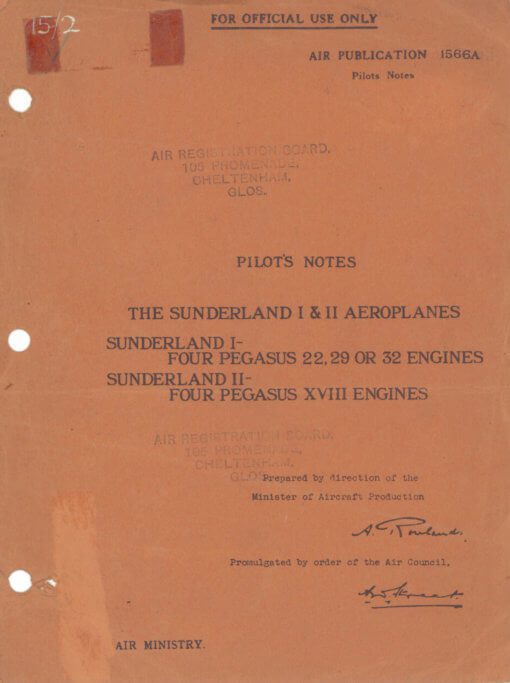 15/2
FOR OFFICIAL USE ONLY
AIR PUBLICATION 1566A
Pilots Notes
AIR REGISTRATION BOARD,
105 PROMENADE,
CHELTENHAM,
GLOS.
PILOT'S NOTES
THE SUNDERLAND I & II AEROPLANES
SUNDERLAND I-
FOUR PEGASUS 22, 29 OR 32 ENGINES
SUNDERLAND II-
FOUR PEGASUS XVIII ENGINES
AIR REGISTRATION BOARD.
105 PROMENADE,
CHELTENHAM.
GLOS.
Prepared by direction of the
Minister of Aircraft Production
A. Rowlands.
Promulgated by order of the Air Council,
AIR MINISTRY.